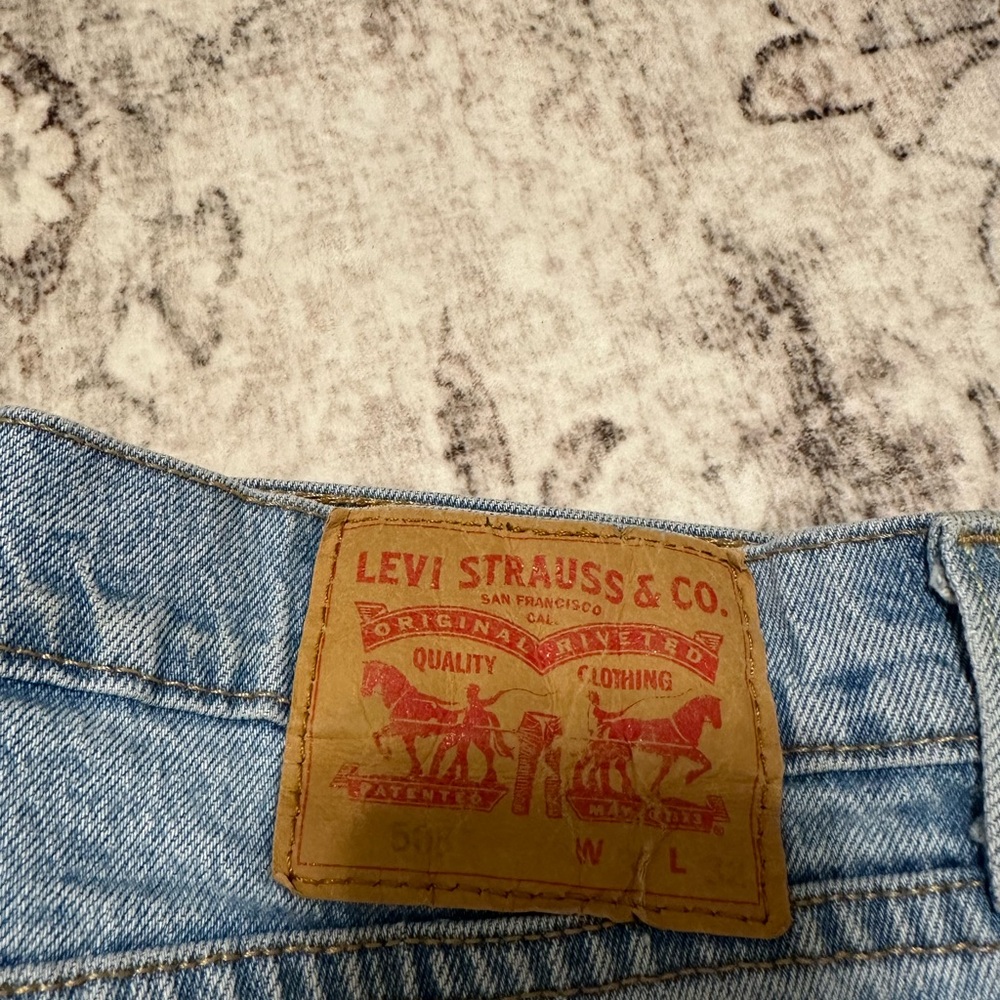 LEVI STRAUSS & CO.
SAN FRANCISCO
CAL.
ORIGINAL RIVETED
QUALITY CLOTHING
PATENTED
W L